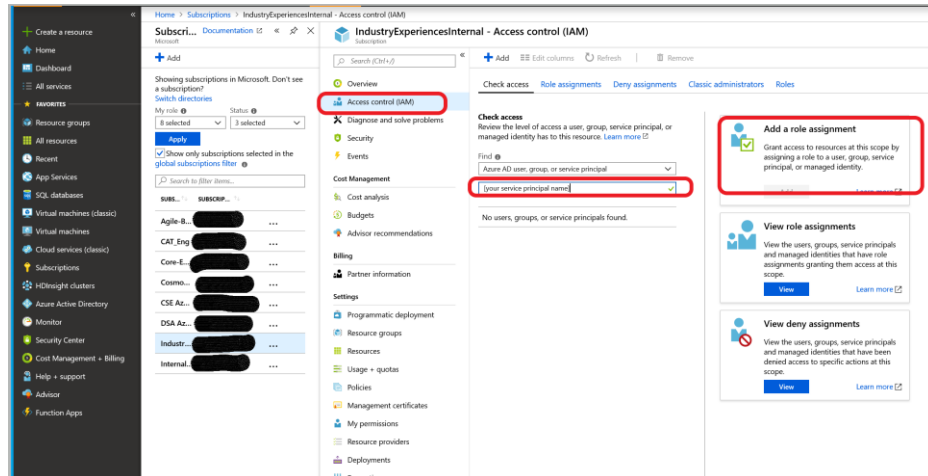 Home > Subscriptions > IndustryExperiencesInternal - Access control (IAM)
Create a resource
Home
Dashboard
All services
FAVORITES
Resource groups
All resources
Recent
App Services
SQL databases
Virtual machines (classic)
Virtual machines
Cloud services (classic)
Subscriptions
HDInsight clusters
Azure Active Directory
Monitor
Security Center
Cost Management + Billing
Help + support
Advisor
Function Apps
Subscri... Documentation
Microsoft
Add
Showing subscriptions in Microsoft. Don't see
a subscription?
Switch directories
My role Status
8 selected 3 selected
Apply
Show only subscriptions selected in the
global subscriptions filter
Search to filter items...
SUBS... SUBSCRIP...
Agile-B... ...
CAT_Eng ...
Core-E... ...
Cosmo... ...
CSE Az... ...
DSA Az... ...
Industr... ...
Internal... ...
IndustryExperiencesInternal - Access control (IAM)
Subscription
Search (Ctrl+/)
Overview
Access control (IAM)
Diagnose and solve problems
Security
Events
Cost Management
Cost analysis
Budgets
Advisor recommendations
Billing
Partner information
Settings
Programmatic deployment
Resource groups
Resources
Usage + quotas
Policies
Management certificates
My permissions
Resource providers
Deployments
Add Edit columns Refresh Remove
Check access Role assignments Deny assignments Classic administrators Roles
Check access
Review the level of access a user, group, service principal, or
managed identity has to this resource. Learn more
Find
Azure AD user, group, or service principal
[your service principal name]
No users, groups, or service principals found.
Add a role assignment
Grant access to resources at this scope by
assigning a role to a user, group, service
principal, or managed identity.
Add Learn more
View role assignments
View the users, groups, service principals
and managed identities that have role
assignments granting them access at this
scope.
View Learn more
View deny assignments
View the users, groups, service principals
and managed identities that have been
denied access to specific actions at this
scope.
View Learn more